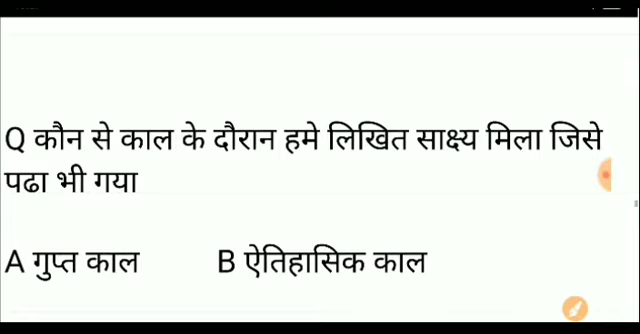 Q कौन से काल के दौरान हमे लिखित साक्ष्य मिला जिसे
पढा भी गया
A गुप्त काल B ऐतिहासिक काल